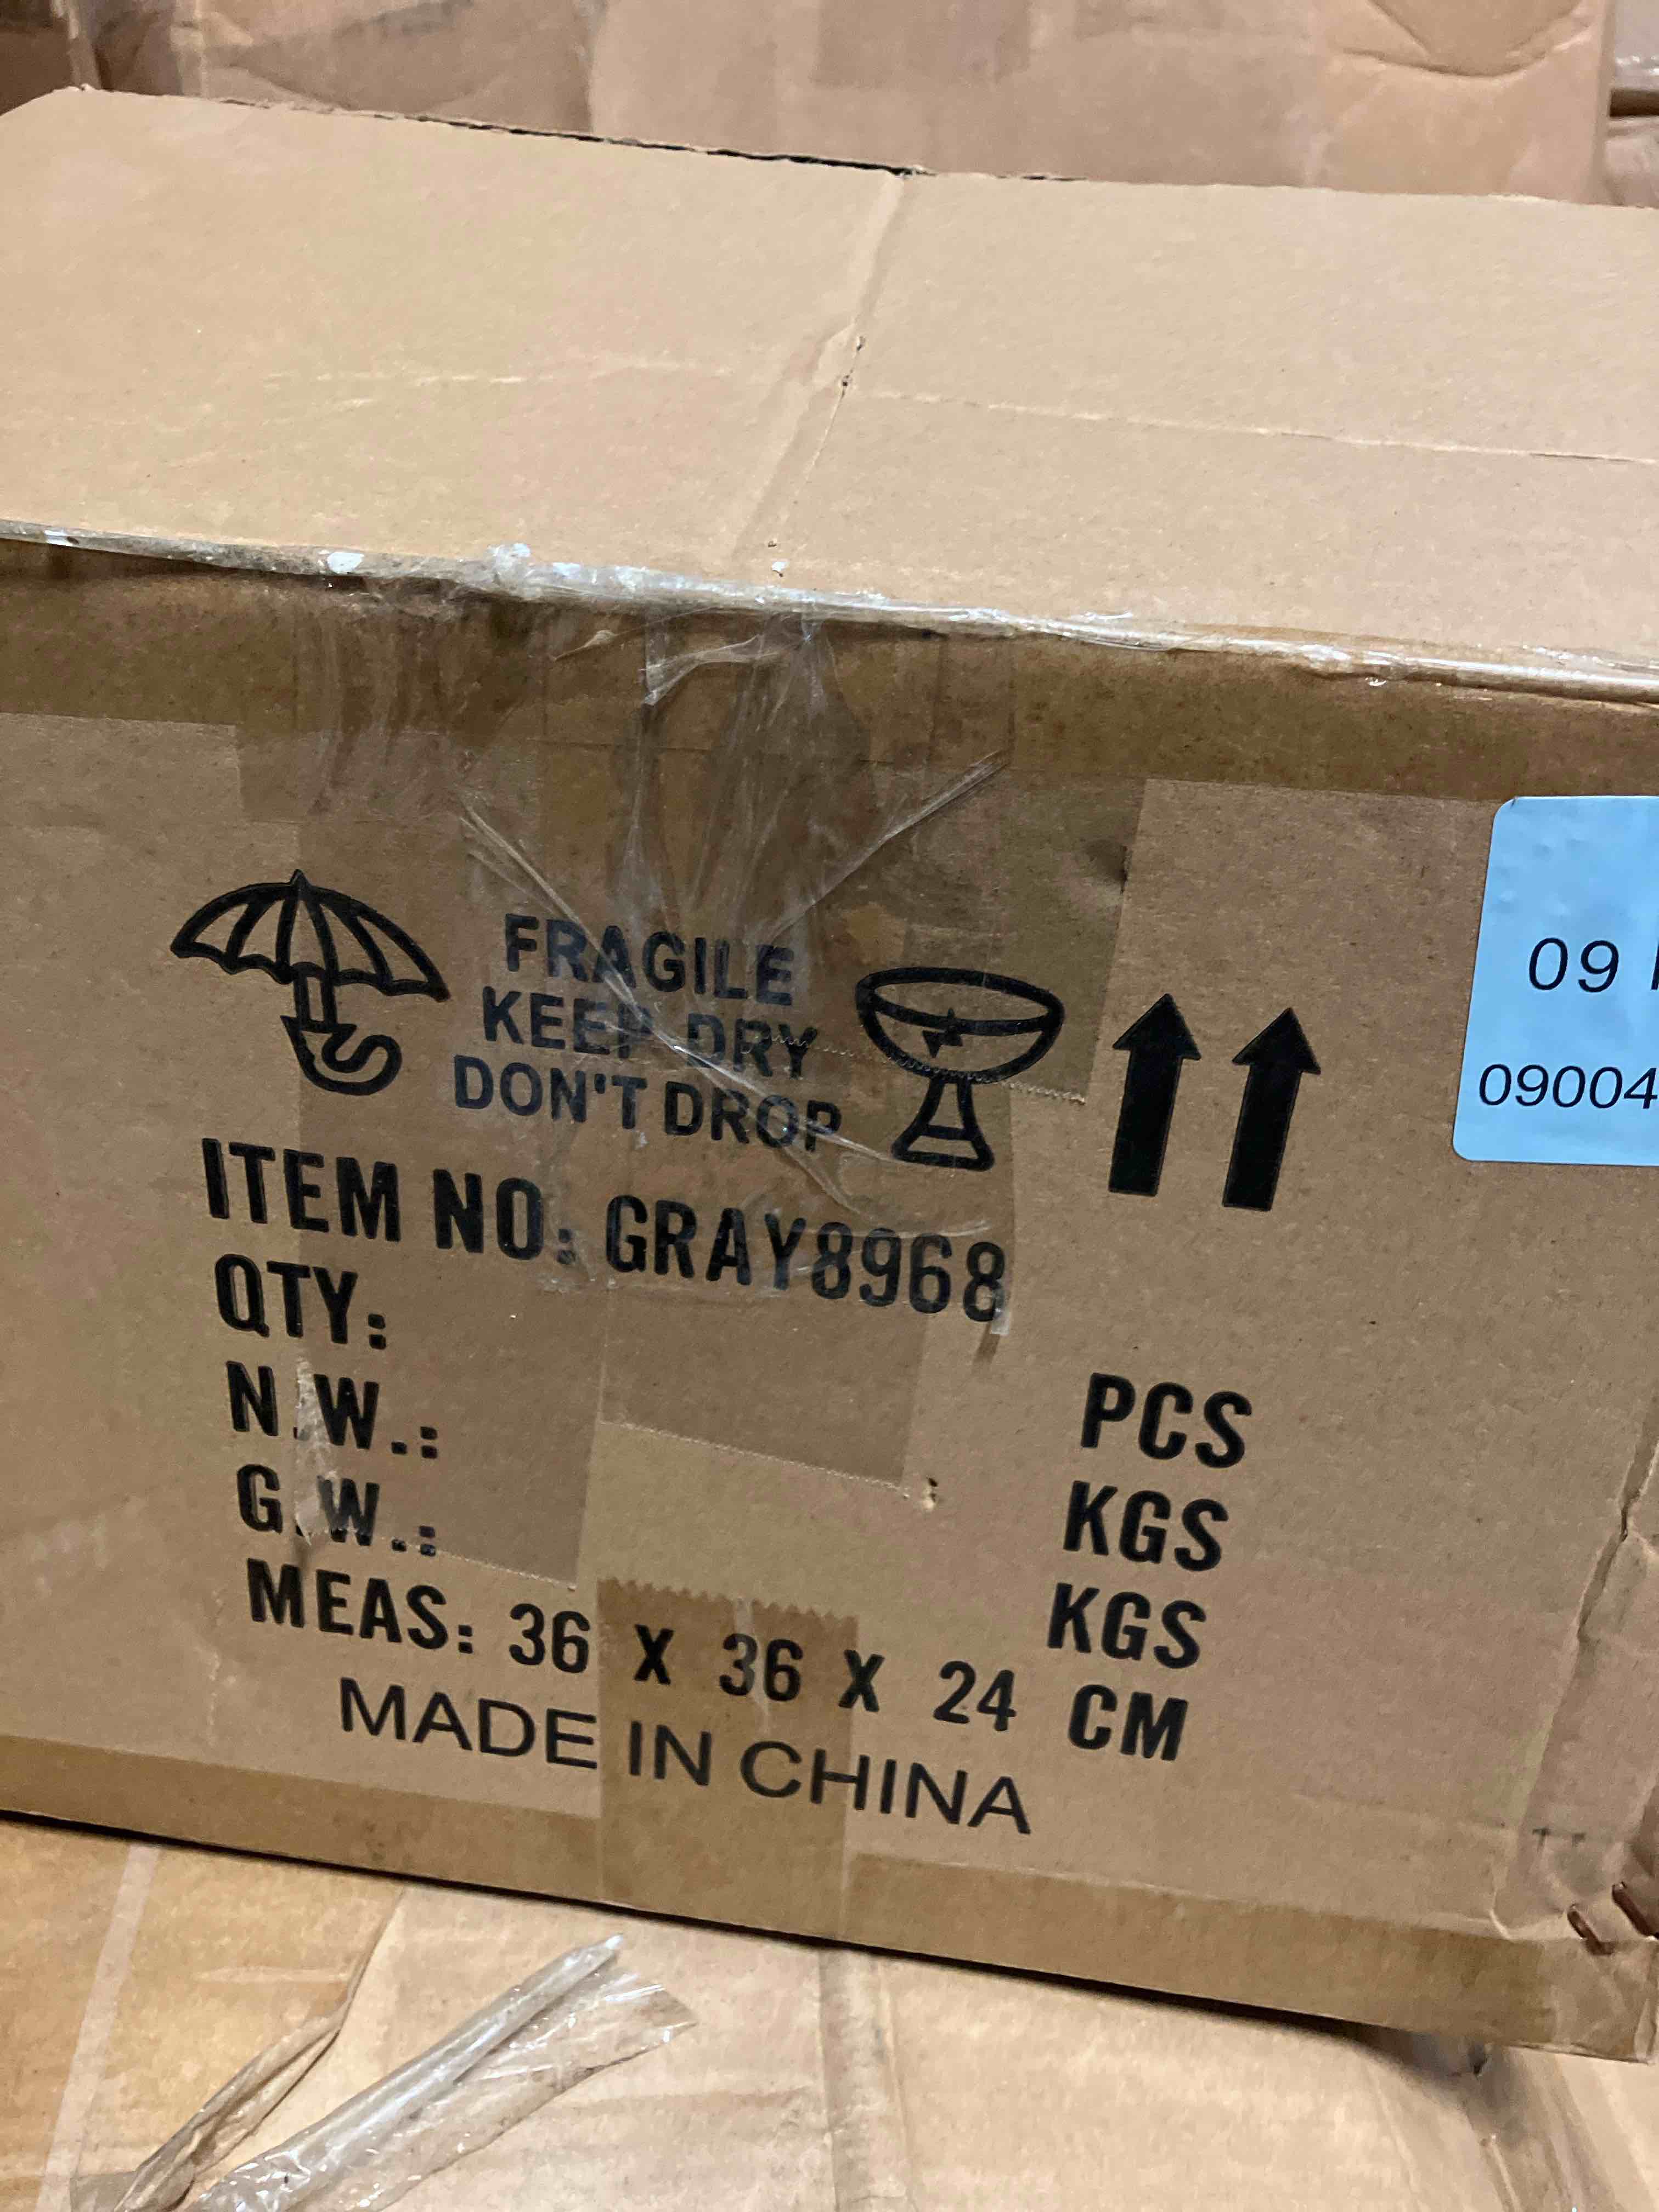 FRAGILE
KEEP DRY
DON'T DROP
ITEM NO: GRAY8968
QTY: PCS
N.W.: KGS
G.W.: KGS
MEAS: 36 X 36 X 24 CM
MADE IN CHINA
09
09004